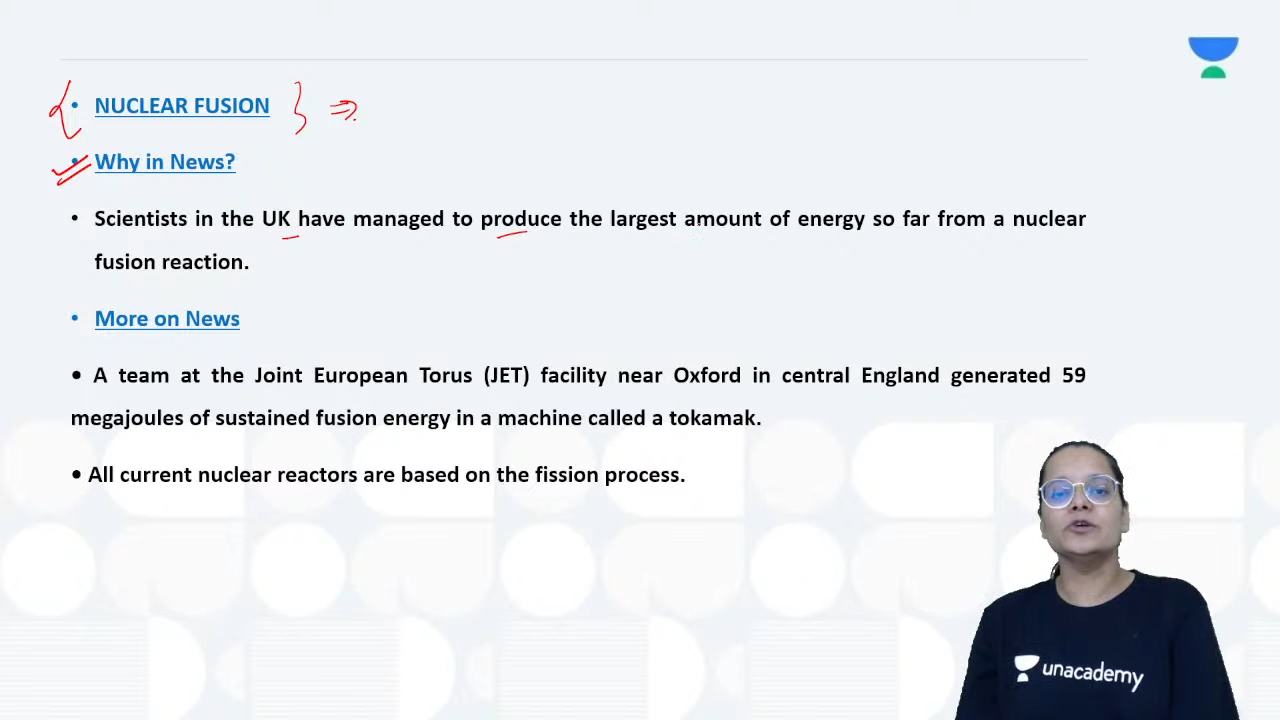 • NUCLEAR FUSION
• Why in News?
• Scientists in the UK have managed to produce the largest amount of energy so far from a nuclear
fusion reaction.
• More on News
• A team at the Joint European Torus (JET) facility near Oxford in central England generated 59
megajoules of sustained fusion energy in a machine called a tokamak.
• All current nuclear reactors are based on the fission process.
unacademy